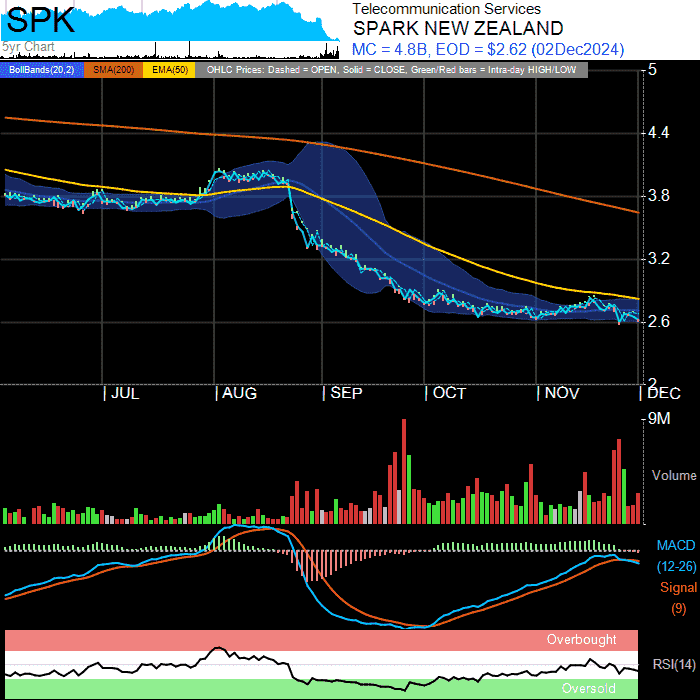 SPK
5yr Chart
Telecommunication Services
SPARK NEW ZEALAND
MC = 4.8B, EOD = $2.62 (02Dec2024)
BollBands(20,2) SMA(200) EMA(50) OHLC Prices: Dashed = OPEN, Solid = CLOSE, Green/Red bars = Intra-day HIGH/LOW
5
4.4
3.8
3.2
2.6
2
JUL AUG SEP OCT NOV DEC
9M
Volume
MACD
(12-26)
Signal
(9)
Overbought
RSI(14)
Oversold